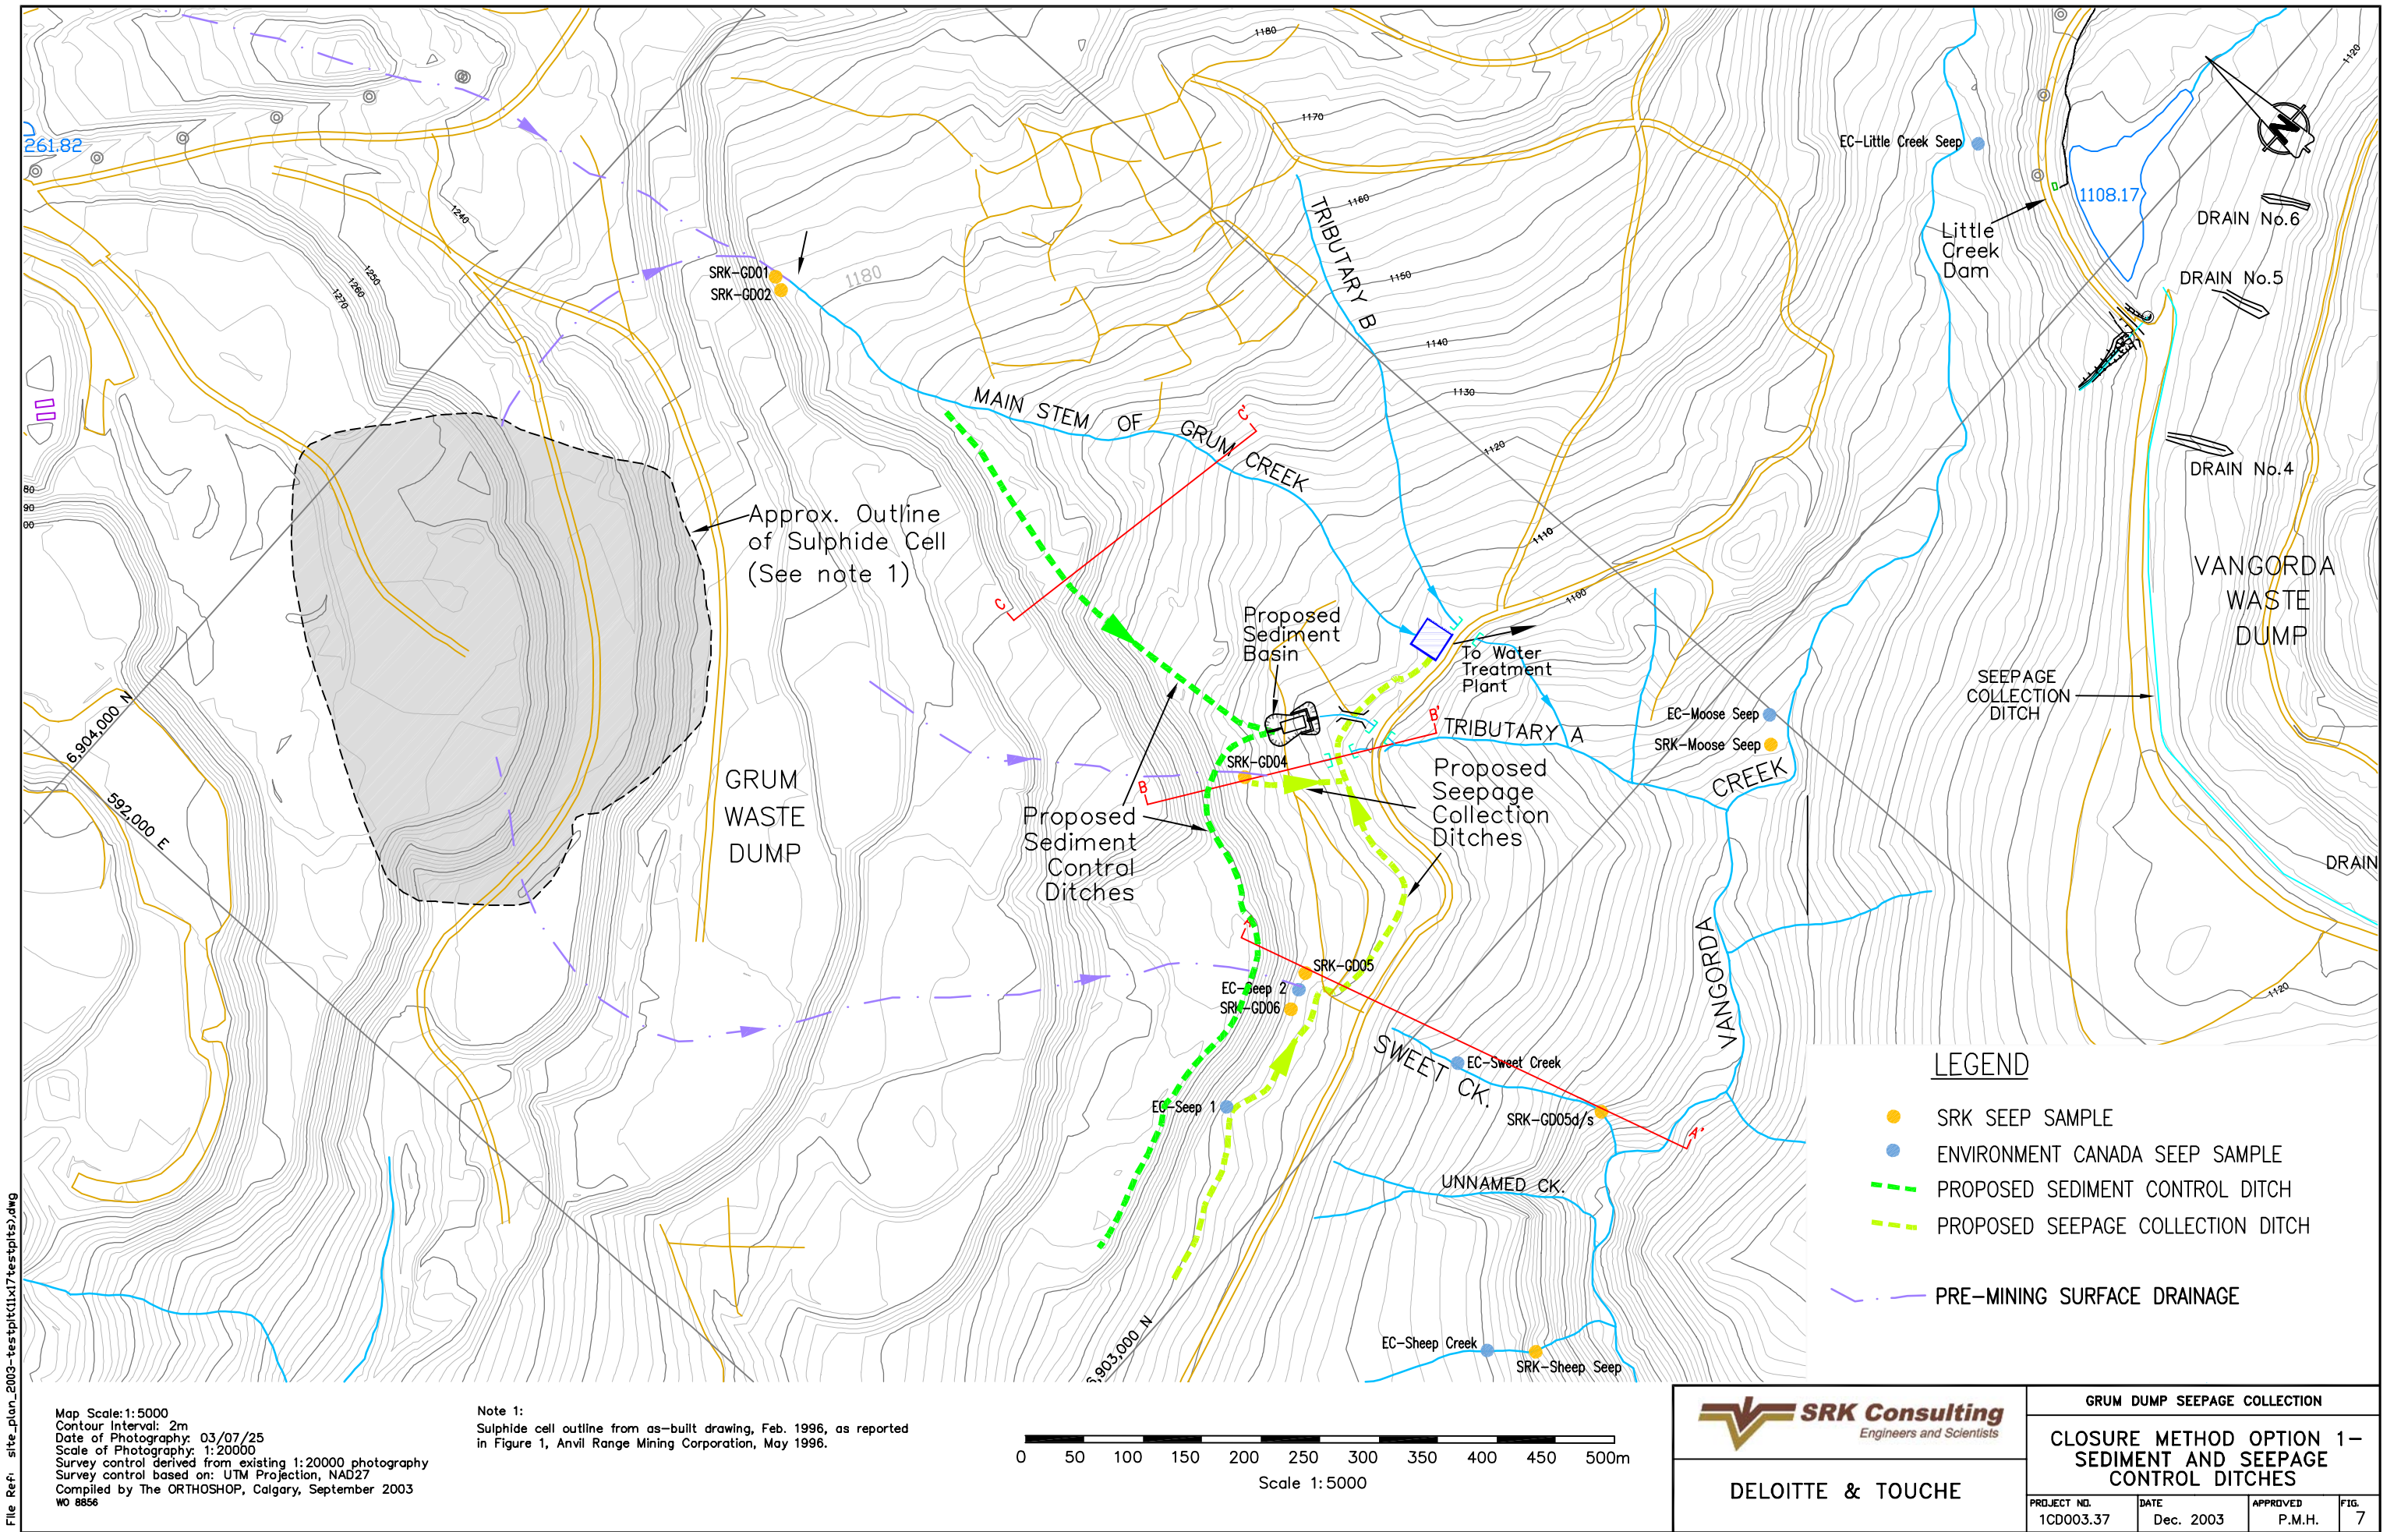 1180
1170
1160
1150
1140
1130
1120
1110
1100
1120
1120
261.82
1240
1250
1260
1270
80
90
00
1180
SRK-GD01
SRK-GD02
MAIN STEM OF GRUM CREEK
TRIBUTARY B
C
C'
EC-Little Creek Seep
Little
Creek
Dam
1108.17
N
DRAIN No.6
DRAIN No.5
DRAIN No.4
VANGORDA
WASTE
DUMP
SEEPAGE
COLLECTION
DITCH
DRAIN
Approx. Outline
of Sulphide Cell
(See note 1)
Proposed
Sediment
Basin
To Water
Treatment
Plant
TRIBUTARY A
EC-Moose Seep
SRK-Moose Seep
VANGORDA CREEK
SRK-GD04
B
B'
Proposed
Seepage
Collection
Ditches
Proposed
Sediment
Control
Ditches
GRUM
WASTE
DUMP
6,904,000 N
592,000 E
6,903,000 N
A
A'
SRK-GD05
EC-Seep 2
SRK-GD06
EC-Seep 1
SWEET CK.
EC-Sweet Creek
SRK-GD05d/s
UNNAMED CK.
EC-Sheep Creek
SRK-Sheep Seep
LEGEND
SRK SEEP SAMPLE
ENVIRONMENT CANADA SEEP SAMPLE
PROPOSED SEDIMENT CONTROL DITCH
PROPOSED SEEPAGE COLLECTION DITCH
PRE-MINING SURFACE DRAINAGE
File Ref: site_plan_2003-testpit(11x17testpits).dwg
Map Scale:1:5000
Contour Interval: 2m
Date of Photography: 03/07/25
Scale of Photography: 1:20000
Survey control derived from existing 1:20000 photography
Survey control based on: UTM Projection, NAD27
Compiled by The ORTHOSHOP, Calgary, September 2003
WO 8856
Note 1:
Sulphide cell outline from as-built drawing, Feb. 1996, as reported
in Figure 1, Anvil Range Mining Corporation, May 1996.
0 50 100 150 200 250 300 350 400 450 500m
Scale 1:5000
SRK Consulting
Engineers and Scientists
DELOITTE & TOUCHE
GRUM DUMP SEEPAGE COLLECTION
CLOSURE METHOD OPTION 1-
SEDIMENT AND SEEPAGE
CONTROL DITCHES
PROJECT NO. DATE APPROVED FIG.
1CD003.37 Dec. 2003 P.M.H. 7